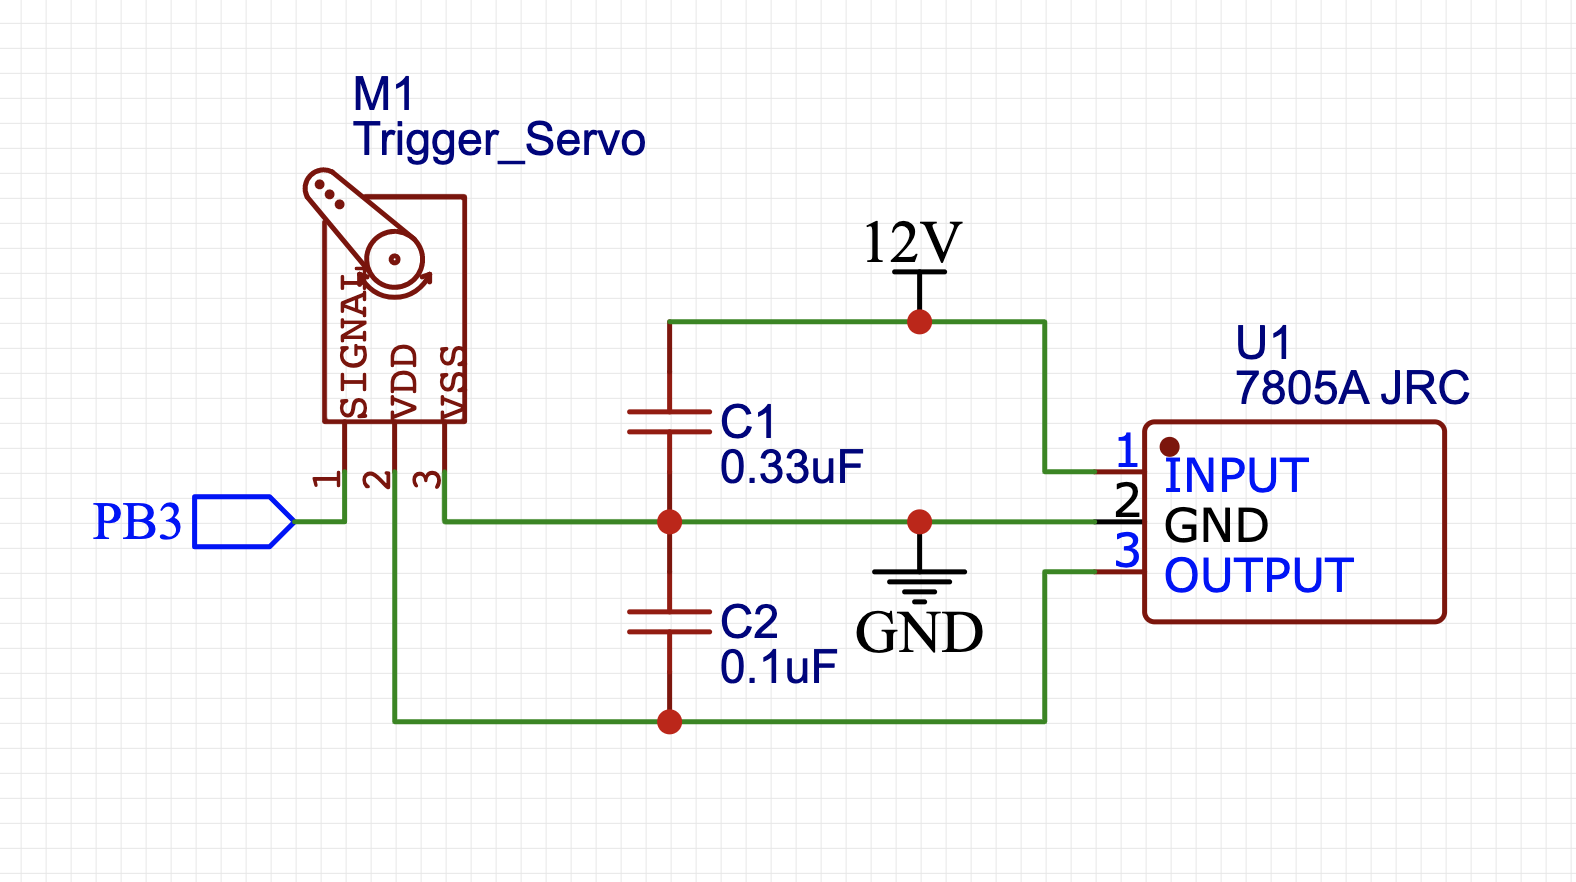 M1
Trigger_Servo
SIGNAL
VDD
VSS
1
2
3
PB3
12V
C1
0.33uF
C2
0.1uF
GND
U1
7805A JRC
1
INPUT
2
GND
3
OUTPUT